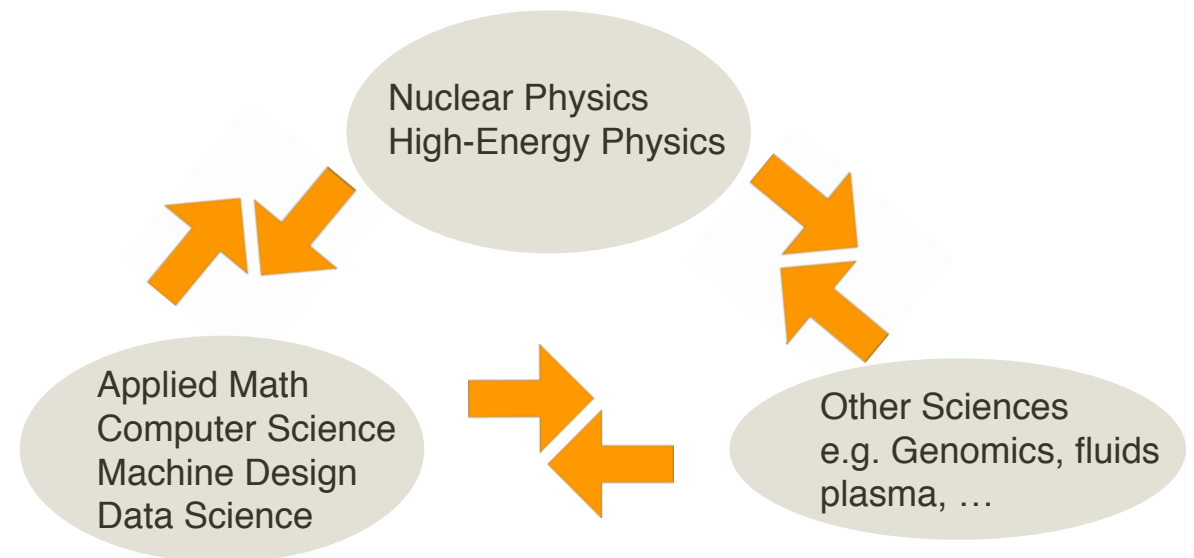 Nuclear Physics
High-Energy Physics
Applied Math
Computer Science
Machine Design
Data Science
Other Sciences
e.g. Genomics, fluids
plasma, …